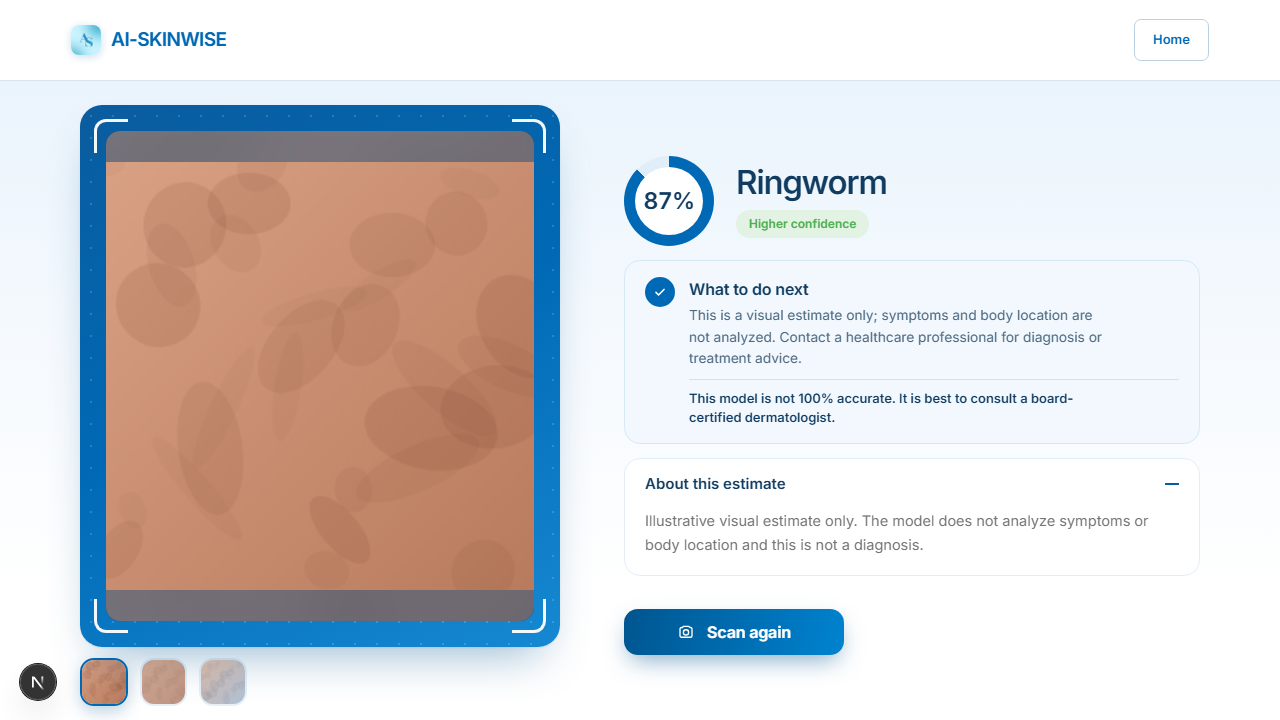 AI-SKINWISE
Home
87%
Ringworm
Higher confidence
What to do next
This is a visual estimate only; symptoms and body location are
not analyzed. Contact a healthcare professional for diagnosis or
treatment advice.
This model is not 100% accurate. It is best to consult a board-
certified dermatologist.
About this estimate
Illustrative visual estimate only. The model does not analyze symptoms or
body location and this is not a diagnosis.
Scan again
N